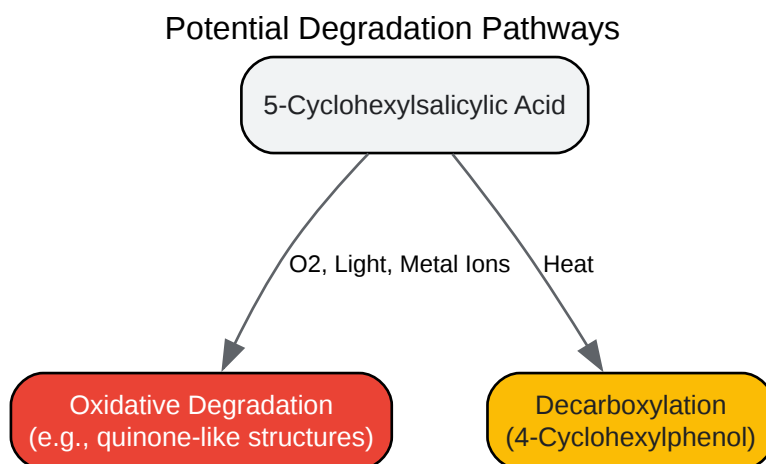 Potential Degradation Pathways
5-Cyclohexylsalicylic Acid
O2, Light, Metal Ions
Heat
Oxidative Degradation
(e.g., quinone-like structures)
Decarboxylation
(4-Cyclohexylphenol)